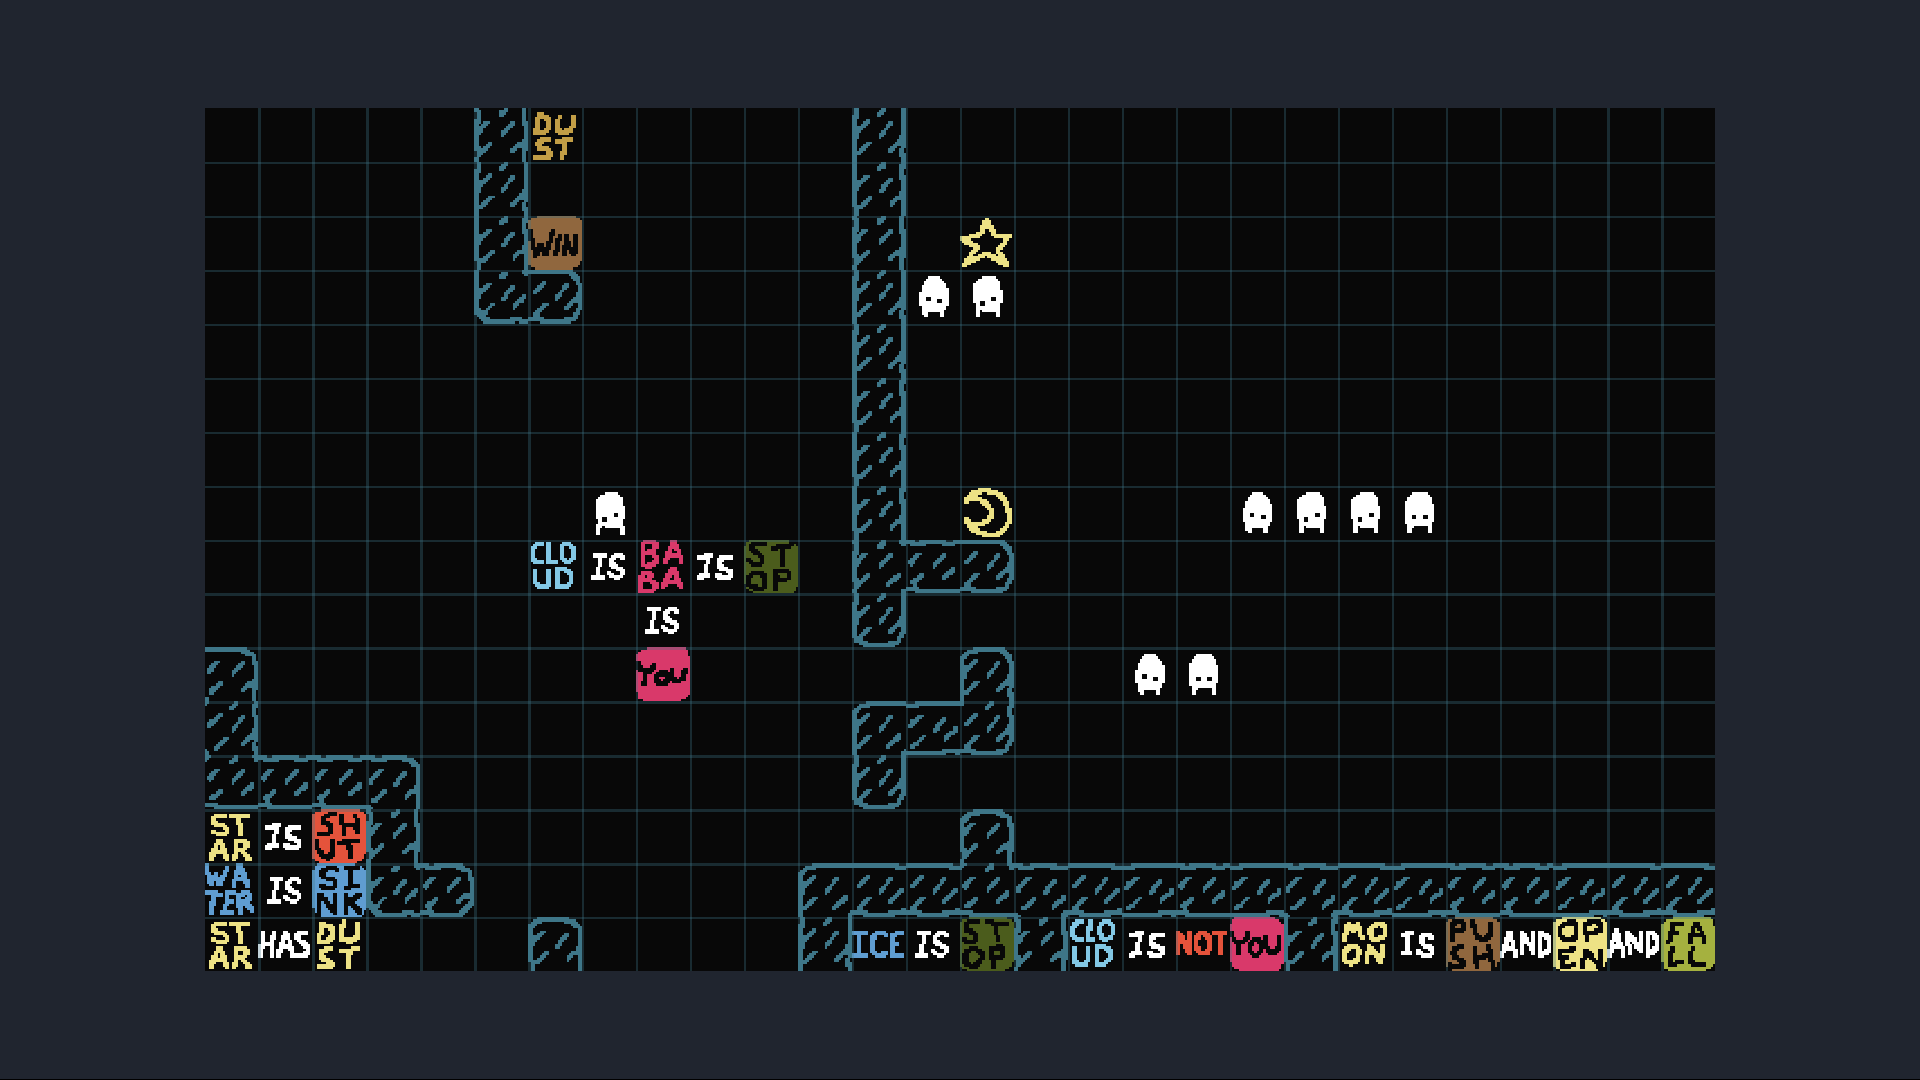 DUST
WIN
CLOUD IS BABA IS STOP
IS
YOU
STAR IS SHUT
WATER IS SINK
STAR HAS DUST
ICE IS STOP
CLOUD IS NOT YOU
MOON IS PUSH AND OPEN AND FALL